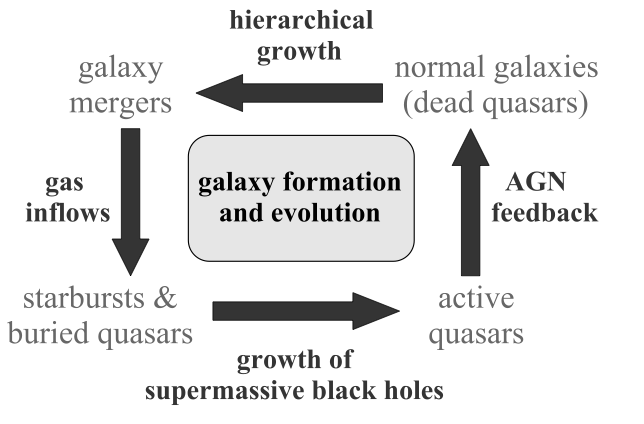 hierarchical
growth
galaxy
mergers
normal galaxies
(dead quasars)
gas
inflows
galaxy formation
and evolution
AGN
feedback
starbursts &
buried quasars
active
quasars
growth of
supermassive black holes